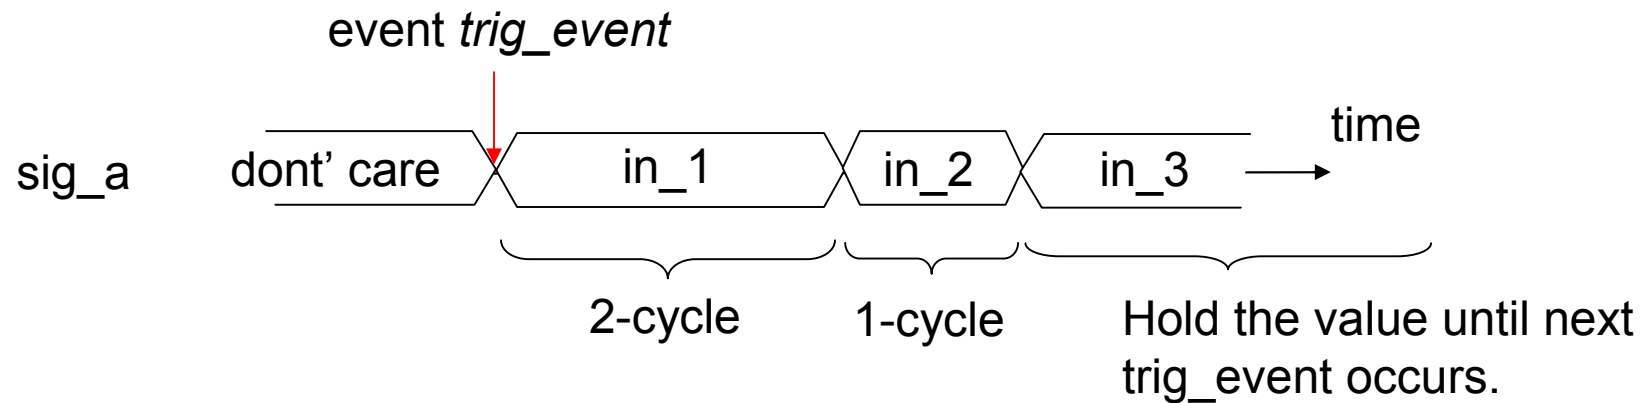 event trig_event
time
sig_a
dont' care
in_1
in_2
in_3
2-cycle
1-cycle
Hold the value until next
trig_event occurs.